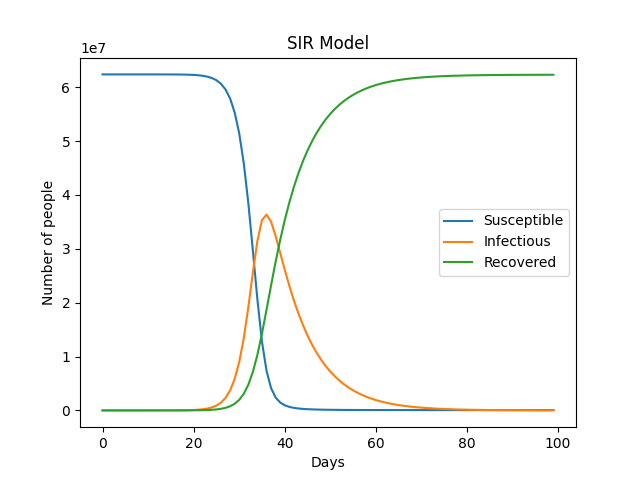 SIR Model
1e7
6
5
4
3
2
1
0
Number of people
Susceptible
Infectious
Recovered
0 20 40 60 80 100
Days